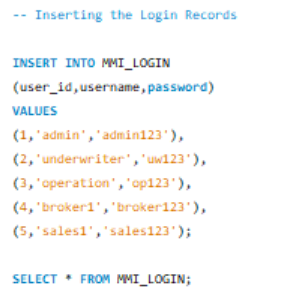 -- Inserting the Login Records
INSERT INTO MMI_LOGIN
(user_id,username,password)
VALUES
(1,'admin','admin123'),
(2,'underwriter','uw123'),
(3,'operation','op123'),
(4,'broker1','broker123'),
(5,'sales1','sales123');
SELECT * FROM MMI_LOGIN;